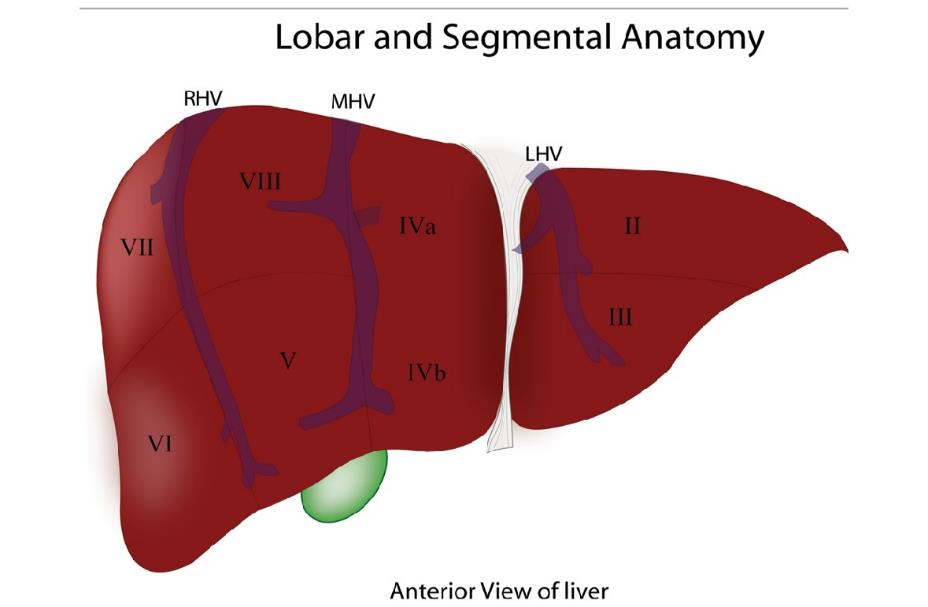 Lobar and Segmental Anatomy
RHV
MHV
LHV
VIII
IVa
II
VII
III
V
IVb
VI
Anterior View of liver